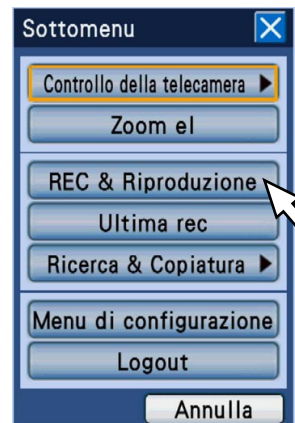 Sottomenu
Controllo della telecamera
Zoom el
REC & Riproduzione
Ultima rec
Ricerca & Copiatura
Menu di configurazione
Logout
Annulla